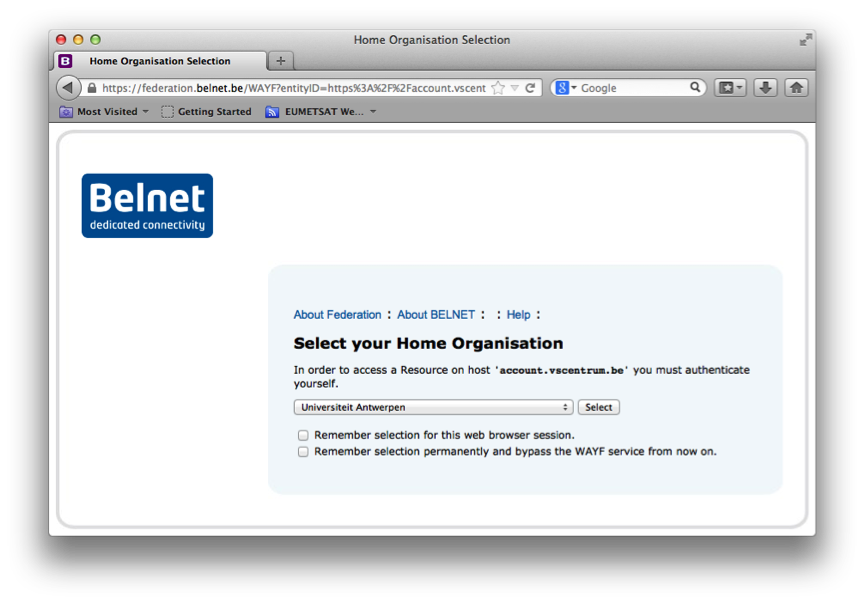 Home Organisation Selection
B Home Organisation Selection +
https://federation.belnet.be/WAYF?entityID=https%3A%2F%2Faccount.vscent
8 Google
Most Visited Getting Started EUMETSAT We...
Belnet
dedicated connectivity
About Federation : About BELNET : : Help :
Select your Home Organisation
In order to access a Resource on host 'account.vscentrum.be' you must authenticate
yourself.
Universiteit Antwerpen Select
Remember selection for this web browser session.
Remember selection permanently and bypass the WAYF service from now on.